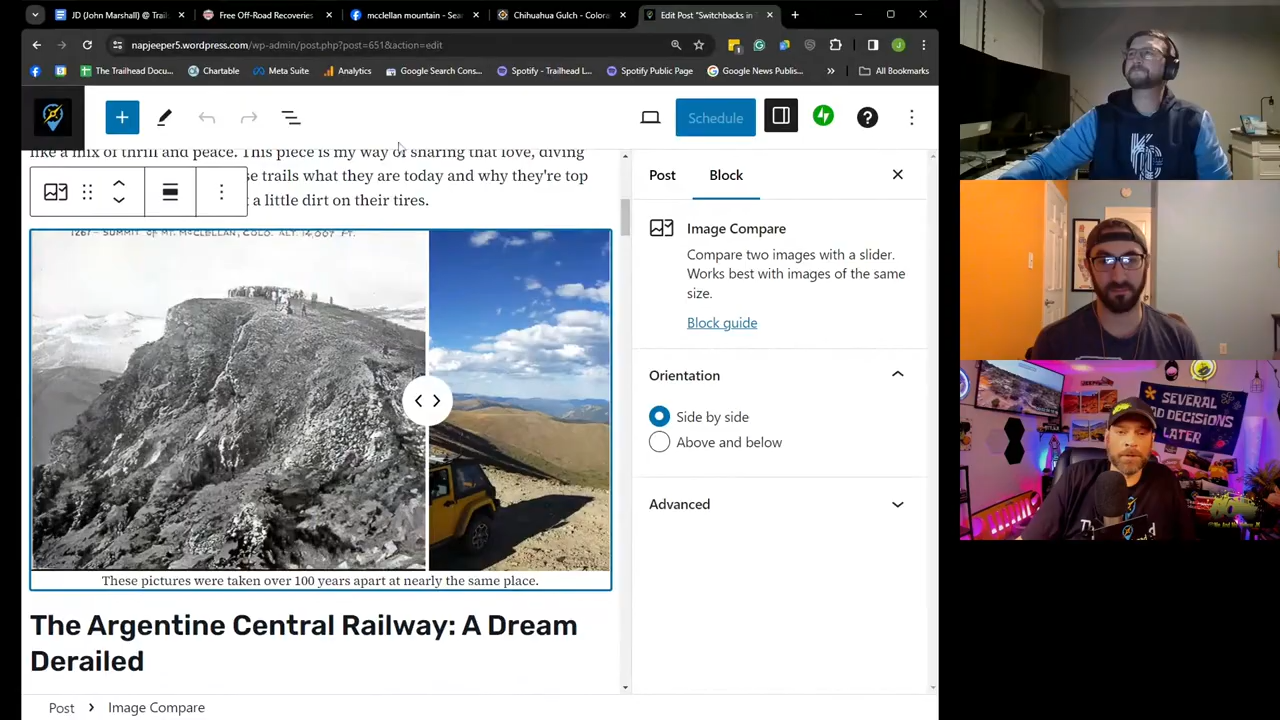 JD (John Marshall) @ Trail:
Free Off-Road Recoveries
mcclellan mountain - Sea
Chihuahua Gulch - Colora
Edit Post "Switchbacks in
napjeeper5.wordpress.com/wp-admin/post.php?post=651&action=edit
The Trailhead Docu...
Chartable
Meta Suite
Analytics
Google Search Cons...
Spotify - Trailhead L...
Spotify Public Page
Google News Publis...
All Bookmarks
Schedule
like a mix of thrill and peace. This piece is my way of sharing that love, diving
se trails what they are today and why they're top
a little dirt on their tires.
1267 - SUMMIT OF MT. McCLELLAN, COLO. ALT. 14,007 FT.
These pictures were taken over 100 years apart at nearly the same place.
The Argentine Central Railway: A Dream
Derailed
Post
Block
Image Compare
Compare two images with a slider.
Works best with images of the same
size.
Block guide
Orientation
Side by side
Above and below
Advanced
Post
Image Compare
SEVERAL
DECISIONS
LATER